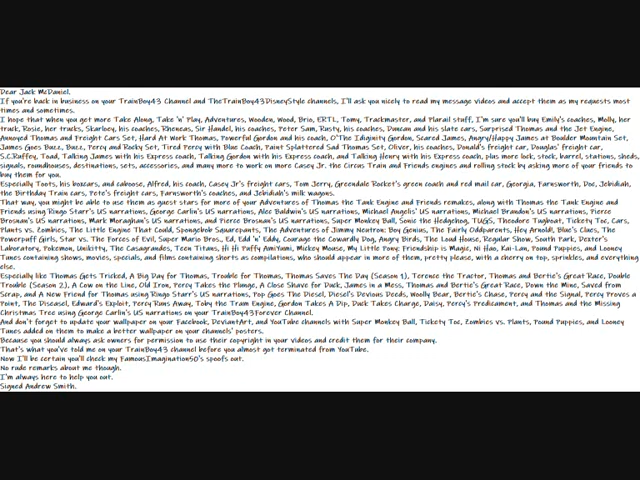 Dear Jack McDaniel,
If you're back in business on your TrainBoy43 Channel and TheTrainBoy43DisneyStyle channels, I'll ask you nicely to read my message videos and accept them as my requests most
times and sometimes.
I hope that when you get more Take Along, Take 'n' Play, Adventures, Wooden, Wood, Brio, ERTL, Tomy, Trackmaster, and Plarail stuff, I'm sure you'll buy Emily's coaches, Molly, her
truck, Rosie, her trucks, Skarloey, his coaches, Rheneas, Sir Handel, his coaches, Peter Sam, Rusty, his coaches, Duncan and his slate cars, Surprised Thomas and the Jet Engine,
Annoyed Thomas and Freight Cars Set, Hard At Work Thomas, Powerful Gordon and his coaches, O'The Idignity Gordon, Scared James, Angry/Happy James at Boulder Mountain Set,
James Goes Buzz, Buzz, Percy and Rocky Set, Tired Percy with Blue Coach, Paint Splattered Sad Thomas Set, Oliver, his coaches, Donald's freight car, Douglas' freight car,
S.C.Ruffey, Toad, Talking James with his Express coach, Talking Gordon with his Express coach, and Talking Henry with his Express coach, plus more lock, stock, barrel, stations, sheds,
signals, roundhouses, destinations, sets, accessories, and many more to work on more Casey Jr. the Circus Train and Friends engines and rolling stock by asking more of your friends to
buy them for you.
Especially Toots, his boxcars, and caboose, Alfred, his coach, Casey Jr's freight cars, Tom Jerry, Greendale Rocket's green coach and red mail car, Georgia, Farnsworth, Doc, Jebidiah,
the Birthday Train cars, Pete's freight cars, Farnsworth's coaches, and Jebidiah's milk wagons.
That way, you might be able to use them as guest stars for more of your Adventures of Thomas the Tank Engine and Friends remakes, along with Thomas the Tank Engine and
Friends using Ringo Starr's US narrations, George Carlin's US narrations, Alec Baldwin's US narrations, Michael Angelis' US narrations, Michael Brandon's US narrations, Pierce
Brosnan's US narrations, Mark Moraghan's US narrations, and Pierce Brosnan's US narrations, Super Monkey Ball, Sonic the Hedgehog, TUGS, Theodore Tugboat, Tickety Toc, Cars,
Plants vs. Zombies, The Little Engine That Could, Spongebob Squarepants, The Adventures of Jimmy Neutron: Boy Genius, The Fairly Oddparents, Hey Arnold!, Blue's Clues, The
Powerpuff Girls, Star vs. The Forces of Evil, Super Mario Bros., Ed, Edd 'n' Eddy, Courage the Cowardly Dog, Angry Birds, The Loud House, Regular Show, South Park, Dexter's
Laboratory, Pokemon, Unikitty, The Casagrandes, Teen Titans, Hi Hi Puffy AmiYumi, Mickey Mouse, My Little Pony: Friendship is Magic, Ni Hao, Kai-Lan, Pound Puppies, and Looney
Tunes containing shows, movies, specials, and films containing shorts as compilations, who should appear in more of them, pretty please, with a cherry on top, sprinkles, and everything
else.
Especially like Thomas Gets Tricked, A Big Day for Thomas, Trouble for Thomas, Thomas Saves The Day (Season 1), Terence the Tractor, Thomas and Bertie's Great Race, Double
Trouble (Season 2), A Cow on the Line, Old Iron, Percy Takes the Plunge, A Close Shave for Duck, James in a Mess, Thomas and Bertie's Great Race, Down the Mine, Saved from
Scrap, and A New Friend for Thomas using Ringo Starr's US narrations, Pop Goes The Diesel, Diesel's Devious Deeds, Woolly Bear, Bertie's Chase, Percy and the Signal, Percy Proves a
Point, The Diseasel, Edward's Exploit, Percy Runs Away, Toby the Tram Engine, Gordon Takes A Dip, Duck Takes Charge, Daisy, Percy's Predicament, and Thomas and the Missing
Christmas Tree using George Carlin's US narrations on your TrainBoy43Forever Channel.
And don't forget to update your wallpaper on your Facebook, DeviantArt, and YouTube channels with Super Monkey Ball, Tickety Toc, Zombies vs. Plants, Pound Puppies, and Looney
Tunes added on them to make a better wallpaper on your channels' posters.
Because you should always ask owners for permission to use their copyright in your videos and credit them for their company.
That's what you've told me on your TrainBoy43 channel before you almost got terminated from YouTube.
Now I'll be certain you'll check my FamousImagination50's spoofs out.
No rude remarks about me though.
I'm always here to help you out.
Signed Andrew Smith.